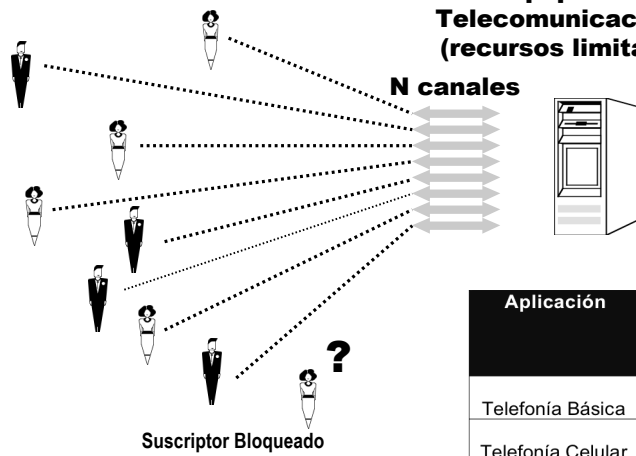 Telecomunicac
(recursos limita
N canales
?
Suscriptor Bloqueado
Aplicación
Telefonía Básica
Telefonía Celular